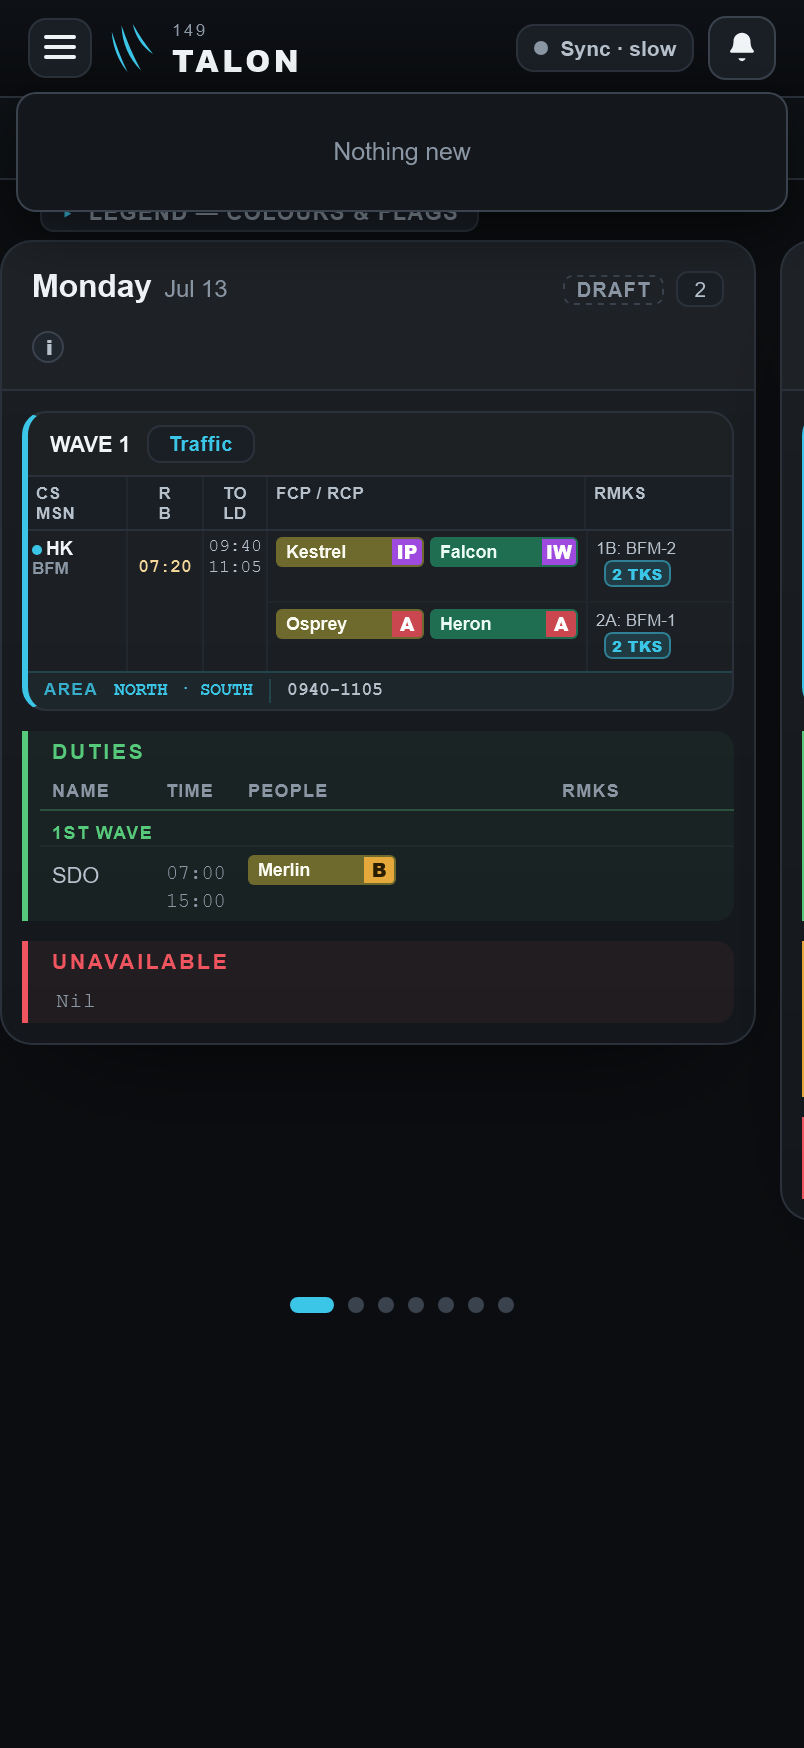 149
TALON
Sync · slow
Nothing new
LEGEND — COLOURS & FLAGS
Monday Jul 13
DRAFT 2
i
WAVE 1 Traffic
CS R TO FCP / RCP RMKS
MSN B LD
HK 09:40 Kestrel IP Falcon IW 1B: BFM-2
BFM 07:20 11:05 2 TKS
Osprey A Heron A 2A: BFM-1
2 TKS
AREA NORTH · SOUTH 0940–1105
DUTIES
NAME TIME PEOPLE RMKS
1ST WAVE
SDO 07:00 Merlin B
15:00
UNAVAILABLE
Nil